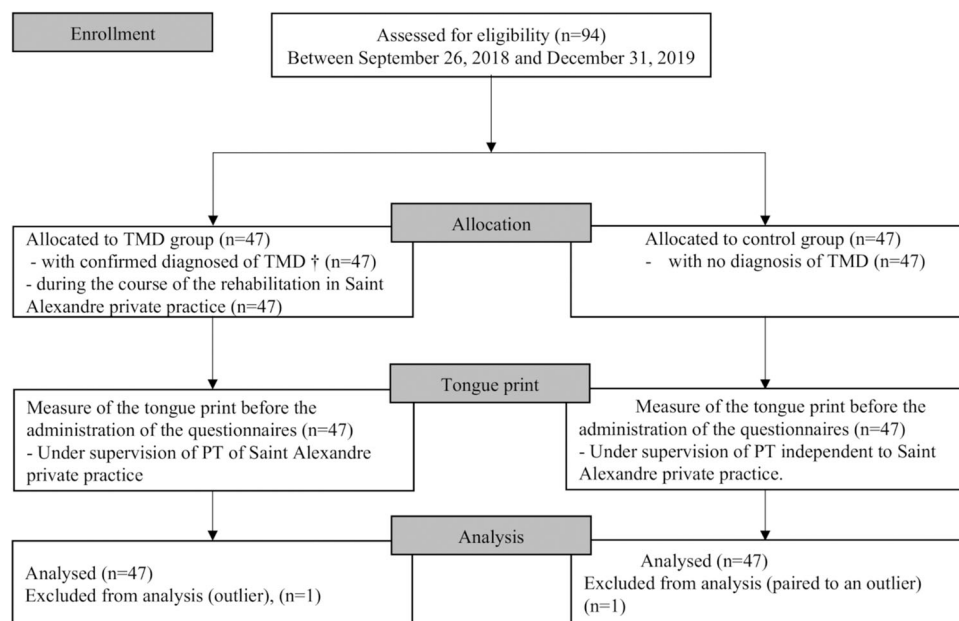 Enrollment
Assessed for eligibility (n=94)
Between September 26, 2018 and December 31, 2019
Allocation
Allocated to TMD group (n=47)
- with confirmed diagnosed of TMD † (n=47)
- during the course of the rehabilitation in Saint
Alexandre private practice (n=47)
Allocated to control group (n=47)
- with no diagnosis of TMD (n=47)
Tongue print
Measure of the tongue print before the
administration of the questionnaires (n=47)
- Under supervision of PT of Saint Alexandre
private practice
Measure of the tongue print before the
administration of the questionnaires (n=47)
- Under supervision of PT independent to Saint
Alexandre private practice.
Analysis
Analysed (n=47)
Excluded from analysis (outlier), (n=1)
Analysed (n=47)
Excluded from analysis (paired to an outlier)
(n=1)